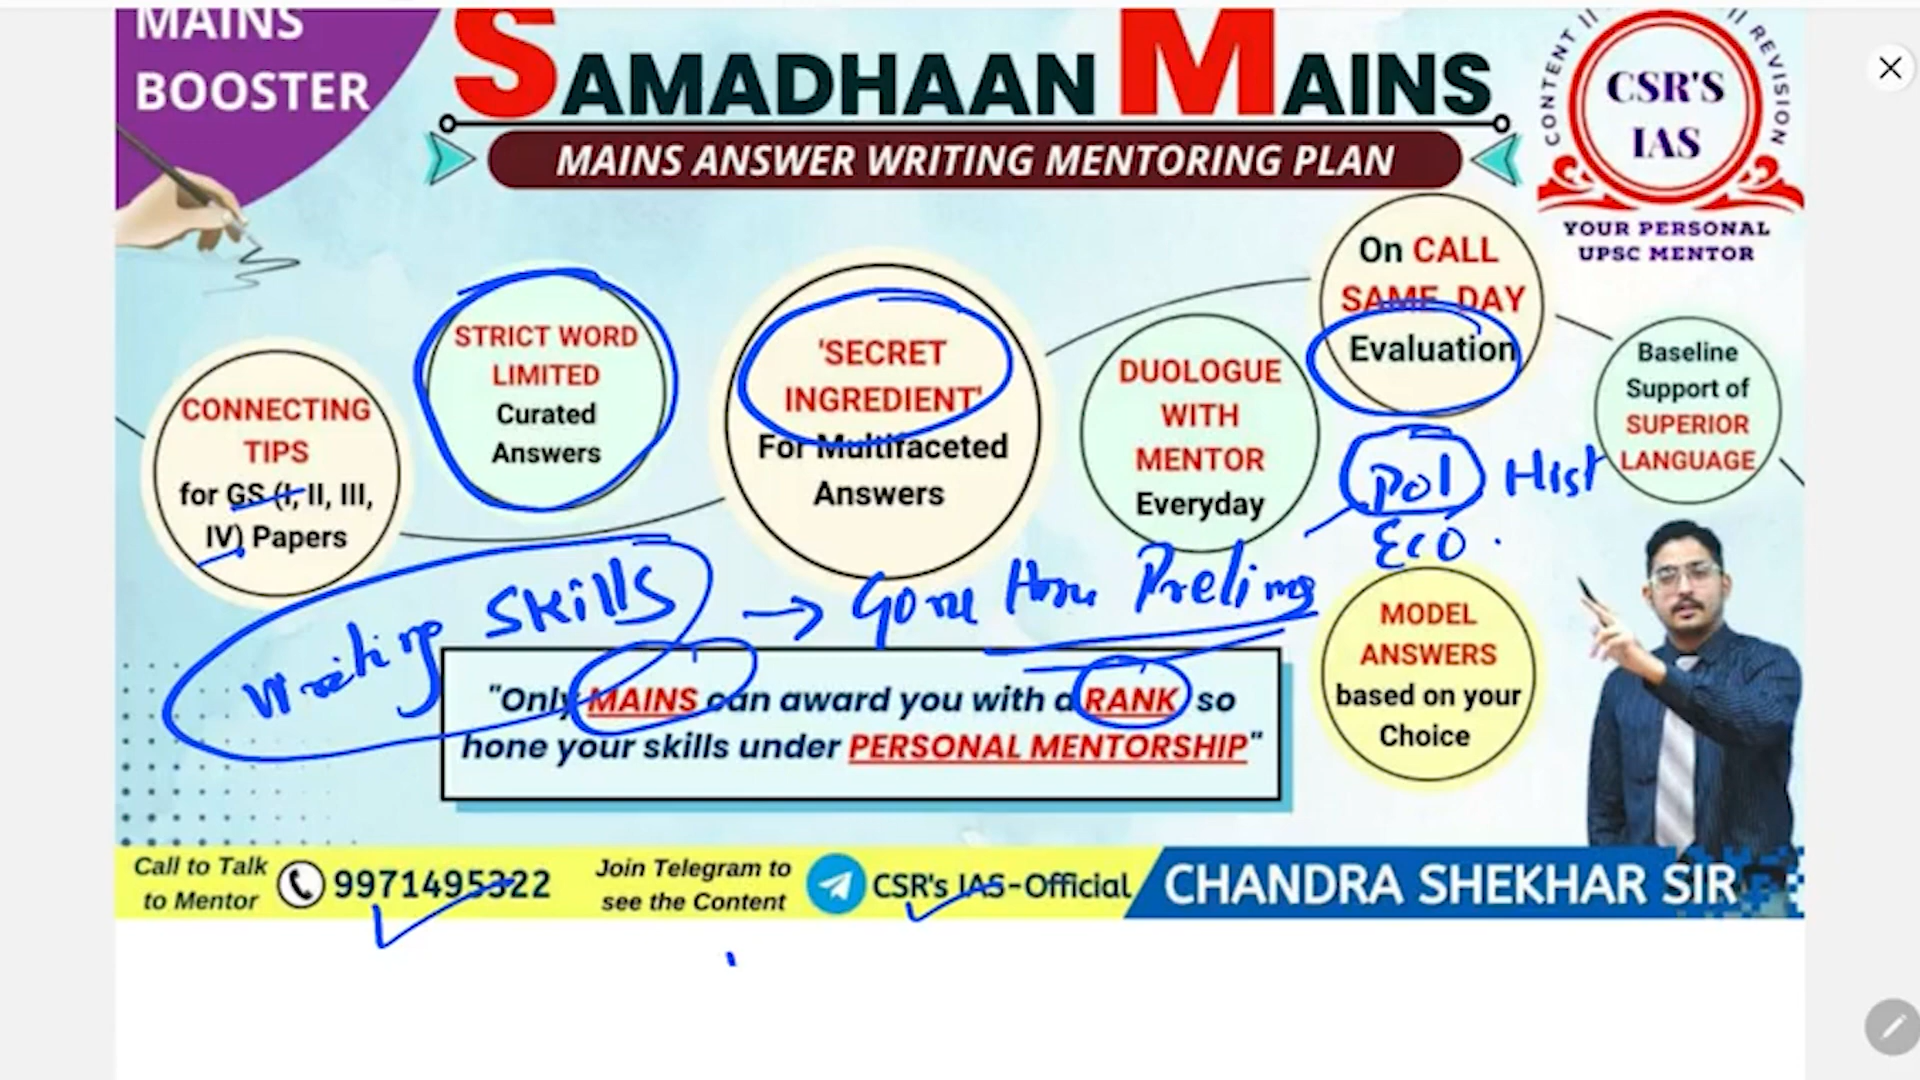 MAINS
BOOSTER
SAMADHAAN MAINS
MAINS ANSWER WRITING MENTORING PLAN
CONTENT || || REVISION
CSR'S
IAS
YOUR PERSONAL
UPSC MENTOR
CONNECTING
TIPS
for GS (I, II, III,
IV) Papers
STRICT WORD
LIMITED
Curated
Answers
'SECRET
INGREDIENT'
For Multifaceted
Answers
DUOLOGUE
WITH
MENTOR
Everyday
On CALL
SAME DAY
Evaluation
Baseline
Support of
SUPERIOR
LANGUAGE
Pol Hist
Eco.
Writing Skills → Prelims
MODEL
ANSWERS
based on your
Choice
"Only MAINS can award you with a RANK so
hone your skills under PERSONAL MENTORSHIP"
Call to Talk
to Mentor
9971495322
Join Telegram to
see the Content
CSR's IAS-Official
CHANDRA SHEKHAR SIR